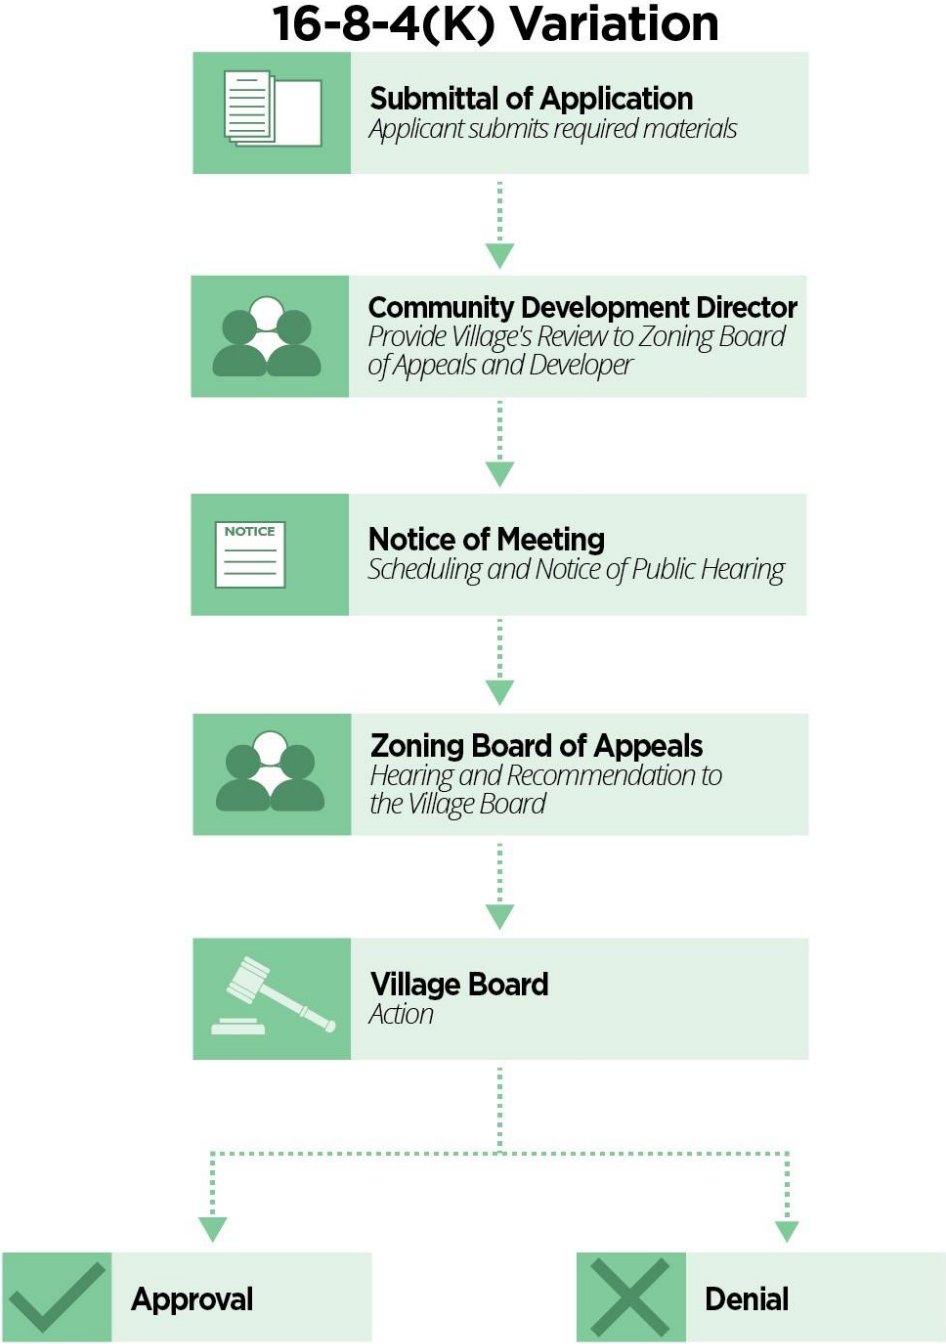 16-8-4(K) Variation
Submittal of Application
Applicant submits required materials
Community Development Director
Provide Village's Review to Zoning Board
of Appeals and Developer
NOTICE
Notice of Meeting
Scheduling and Notice of Public Hearing
Zoning Board of Appeals
Hearing and Recommendation to
the Village Board
Village Board
Action
Approval
Denial